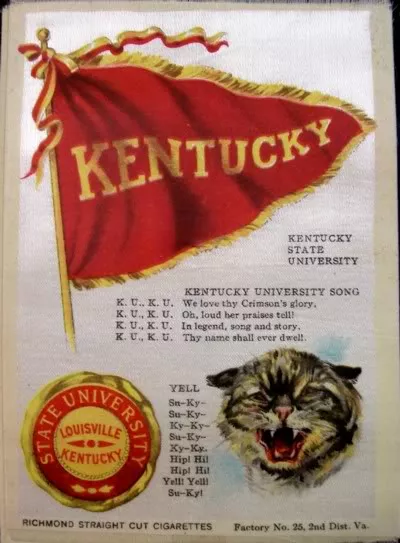 KENTUCKY
KENTUCKY
STATE
UNIVERSITY
KENTUCKY UNIVERSITY SONG
K. U., K. U. We love thy Crimson's glory,
K. U., K. U. Oh, loud her praises tell!
K. U., K. U. In legend, song and story.
K. U., K. U. Thy name shall ever dwell.
YELL
Su-Ky-
Su-Ky-
Ky-Ky-
Su-Ky-
Ky-Ky.
Hip! Hi!
Hip! Hi!
Yell! Yell!
Su-Ky!
STATE UNIVERSITY
LOUISVILLE
KENTUCKY
RICHMOND STRAIGHT CUT CIGARETTES Factory No. 25, 2nd Dist. Va.